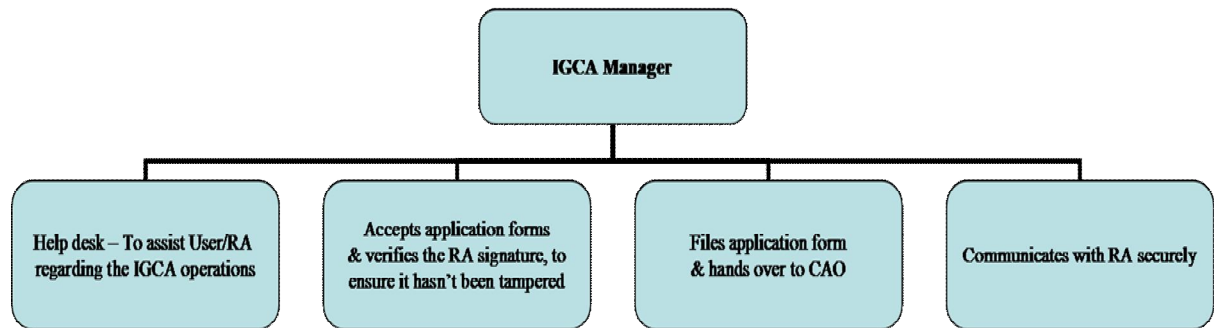 IGCA Manager
Help desk – To assist User/RA
regarding the IGCA operations
Accepts application forms
& verifies the RA signature, to
ensure it hasn't been tampered
Files application form
& hands over to CAO
Communicates with RA securely